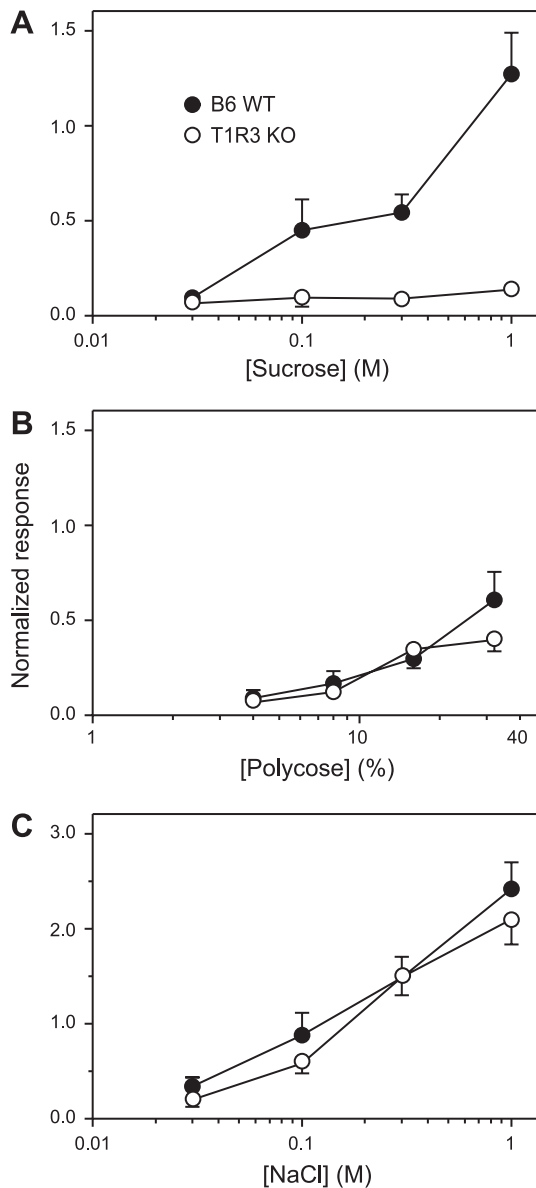 A
1.5
B6 WT
T1R3 KO
1.0
0.5
0.0
0.01
0.1
1
[Sucrose] (M)
B
1.5
1.0
0.5
0.0
Normalized response
1
10
40
[Polycose] (%)
C
3.0
2.0
1.0
0.0
0.01
0.1
1
[NaCl] (M)